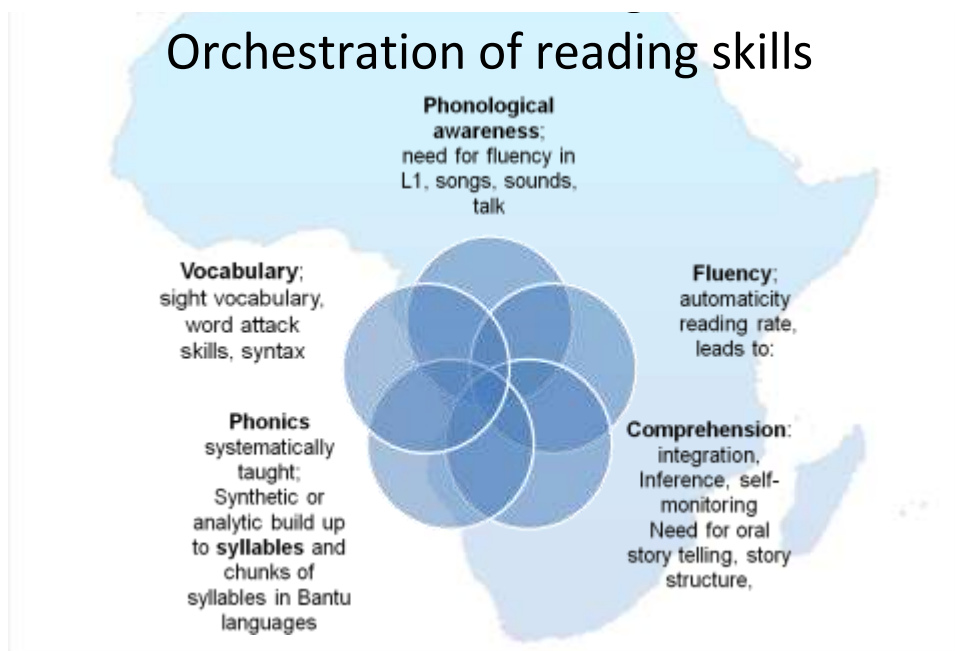 Orchestration of reading skills
Phonological
awareness;
need for fluency in
L1, songs, sounds,
talk
Vocabulary;
sight vocabulary,
word attack
skills, syntax
Fluency;
automaticity
reading rate,
leads to:
Phonics
systematically
taught;
Synthetic or
analytic build up
to syllables and
chunks of
syllables in Bantu
languages
Comprehension:
integration,
Inference, self-
monitoring
Need for oral
story telling, story
structure,